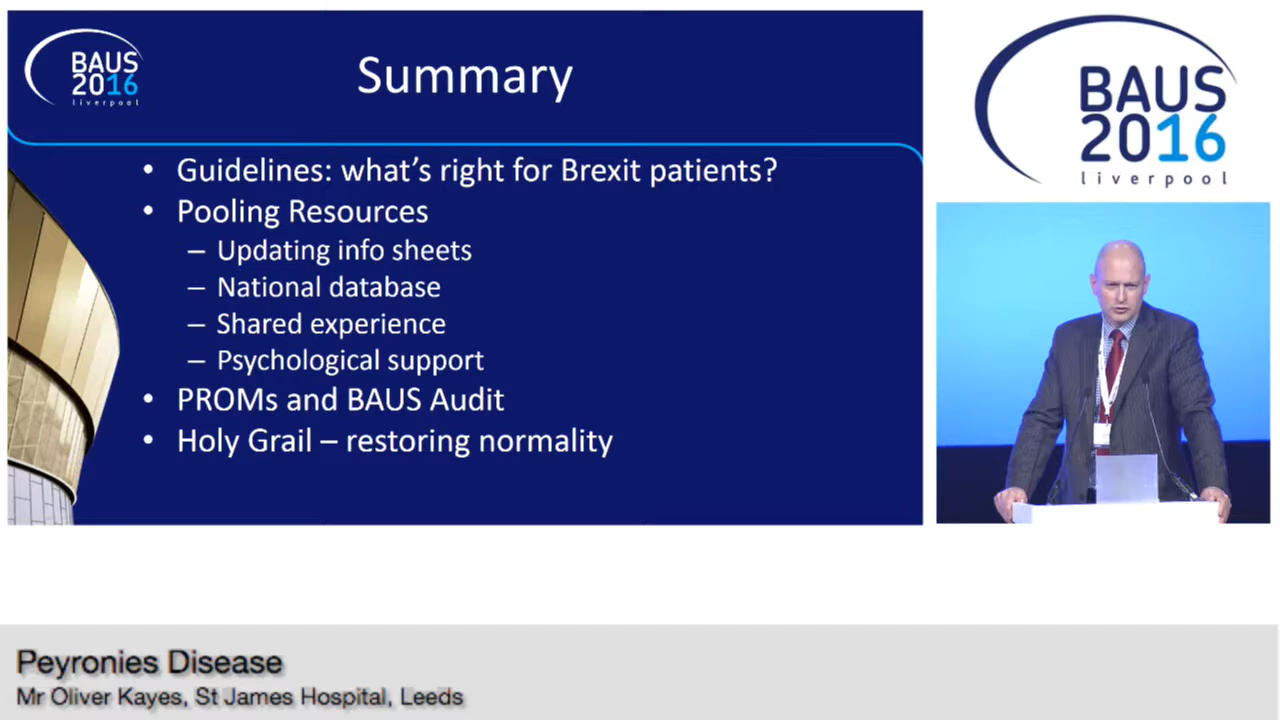 BAUS
2016
liverpool
Summary
• Guidelines: what's right for Brexit patients?
• Pooling Resources
– Updating info sheets
– National database
– Shared experience
– Psychological support
• PROMs and BAUS Audit
• Holy Grail – restoring normality
BAUS
2016
liverpool
Peyronies Disease
Mr Oliver Kayes, St James Hospital, Leeds